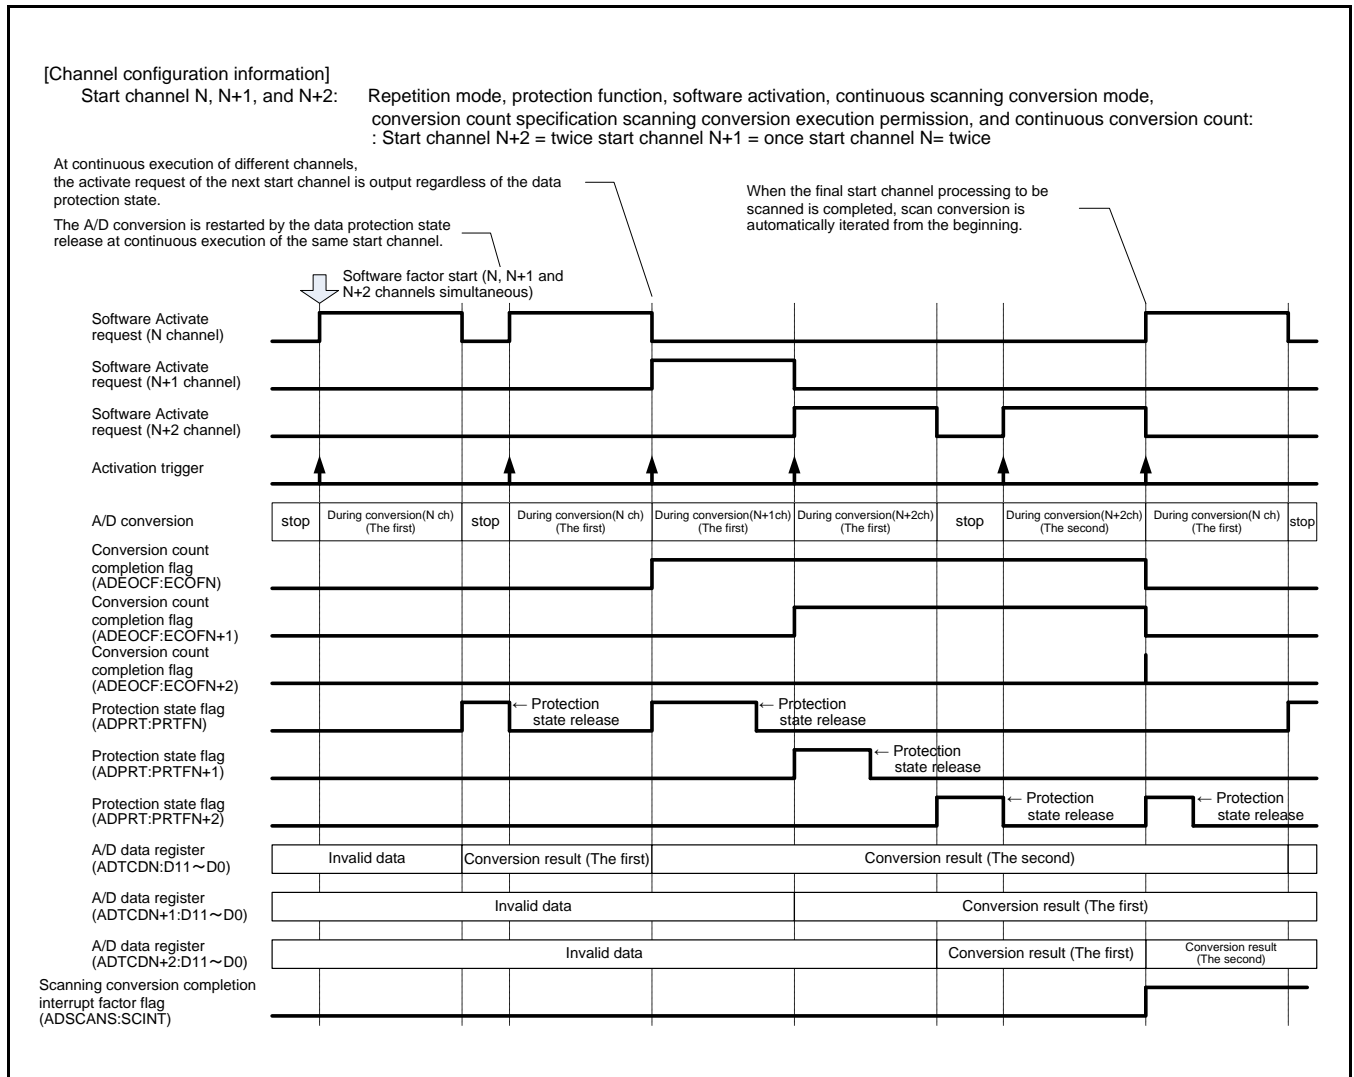 [Channel configuration information]
Start channel N, N+1, and N+2: Repetition mode, protection function, software activation, continuous scanning conversion mode,
conversion count specification scanning conversion execution permission, and continuous conversion count:
: Start channel N+2 = twice start channel N+1 = once start channel N= twice
At continuous execution of different channels,
the activate request of the next start channel is output regardless of the data
protection state.
The A/D conversion is restarted by the data protection state
release at continuous execution of the same start channel.
When the final start channel processing to be
scanned is completed, scan conversion is
automatically iterated from the beginning.
Software factor start (N, N+1 and
N+2 channels simultaneous)
Software Activate
request (N channel)
Software Activate
request (N+1 channel)
Software Activate
request (N+2 channel)
Activation trigger
A/D conversion
stop
During conversion(N ch)
(The first)
stop
During conversion(N ch)
(The first)
During conversion(N+1ch)
(The first)
During conversion(N+2ch)
(The first)
stop
During conversion(N+2ch)
(The second)
During conversion(N ch)
(The first)
stop
Conversion count
completion flag
(ADEOCF:ECOFN)
Conversion count
completion flag
(ADEOCF:ECOFN+1)
Conversion count
completion flag
(ADEOCF:ECOFN+2)
Protection state flag
(ADPRT:PRTFN)
← Protection
state release
← Protection
state release
Protection state flag
(ADPRT:PRTFN+1)
← Protection
state release
Protection state flag
(ADPRT:PRTFN+2)
← Protection
state release
← Protection
state release
A/D data register
(ADTCDN:D11～D0)
Invalid data
Conversion result (The first)
Conversion result (The second)
A/D data register
(ADTCDN+1:D11～D0)
Invalid data
Conversion result (The first)
A/D data register
(ADTCDN+2:D11～D0)
Invalid data
Conversion result (The first)
Conversion result
(The second)
Scanning conversion completion
interrupt factor flag
(ADSCANS:SCINT)